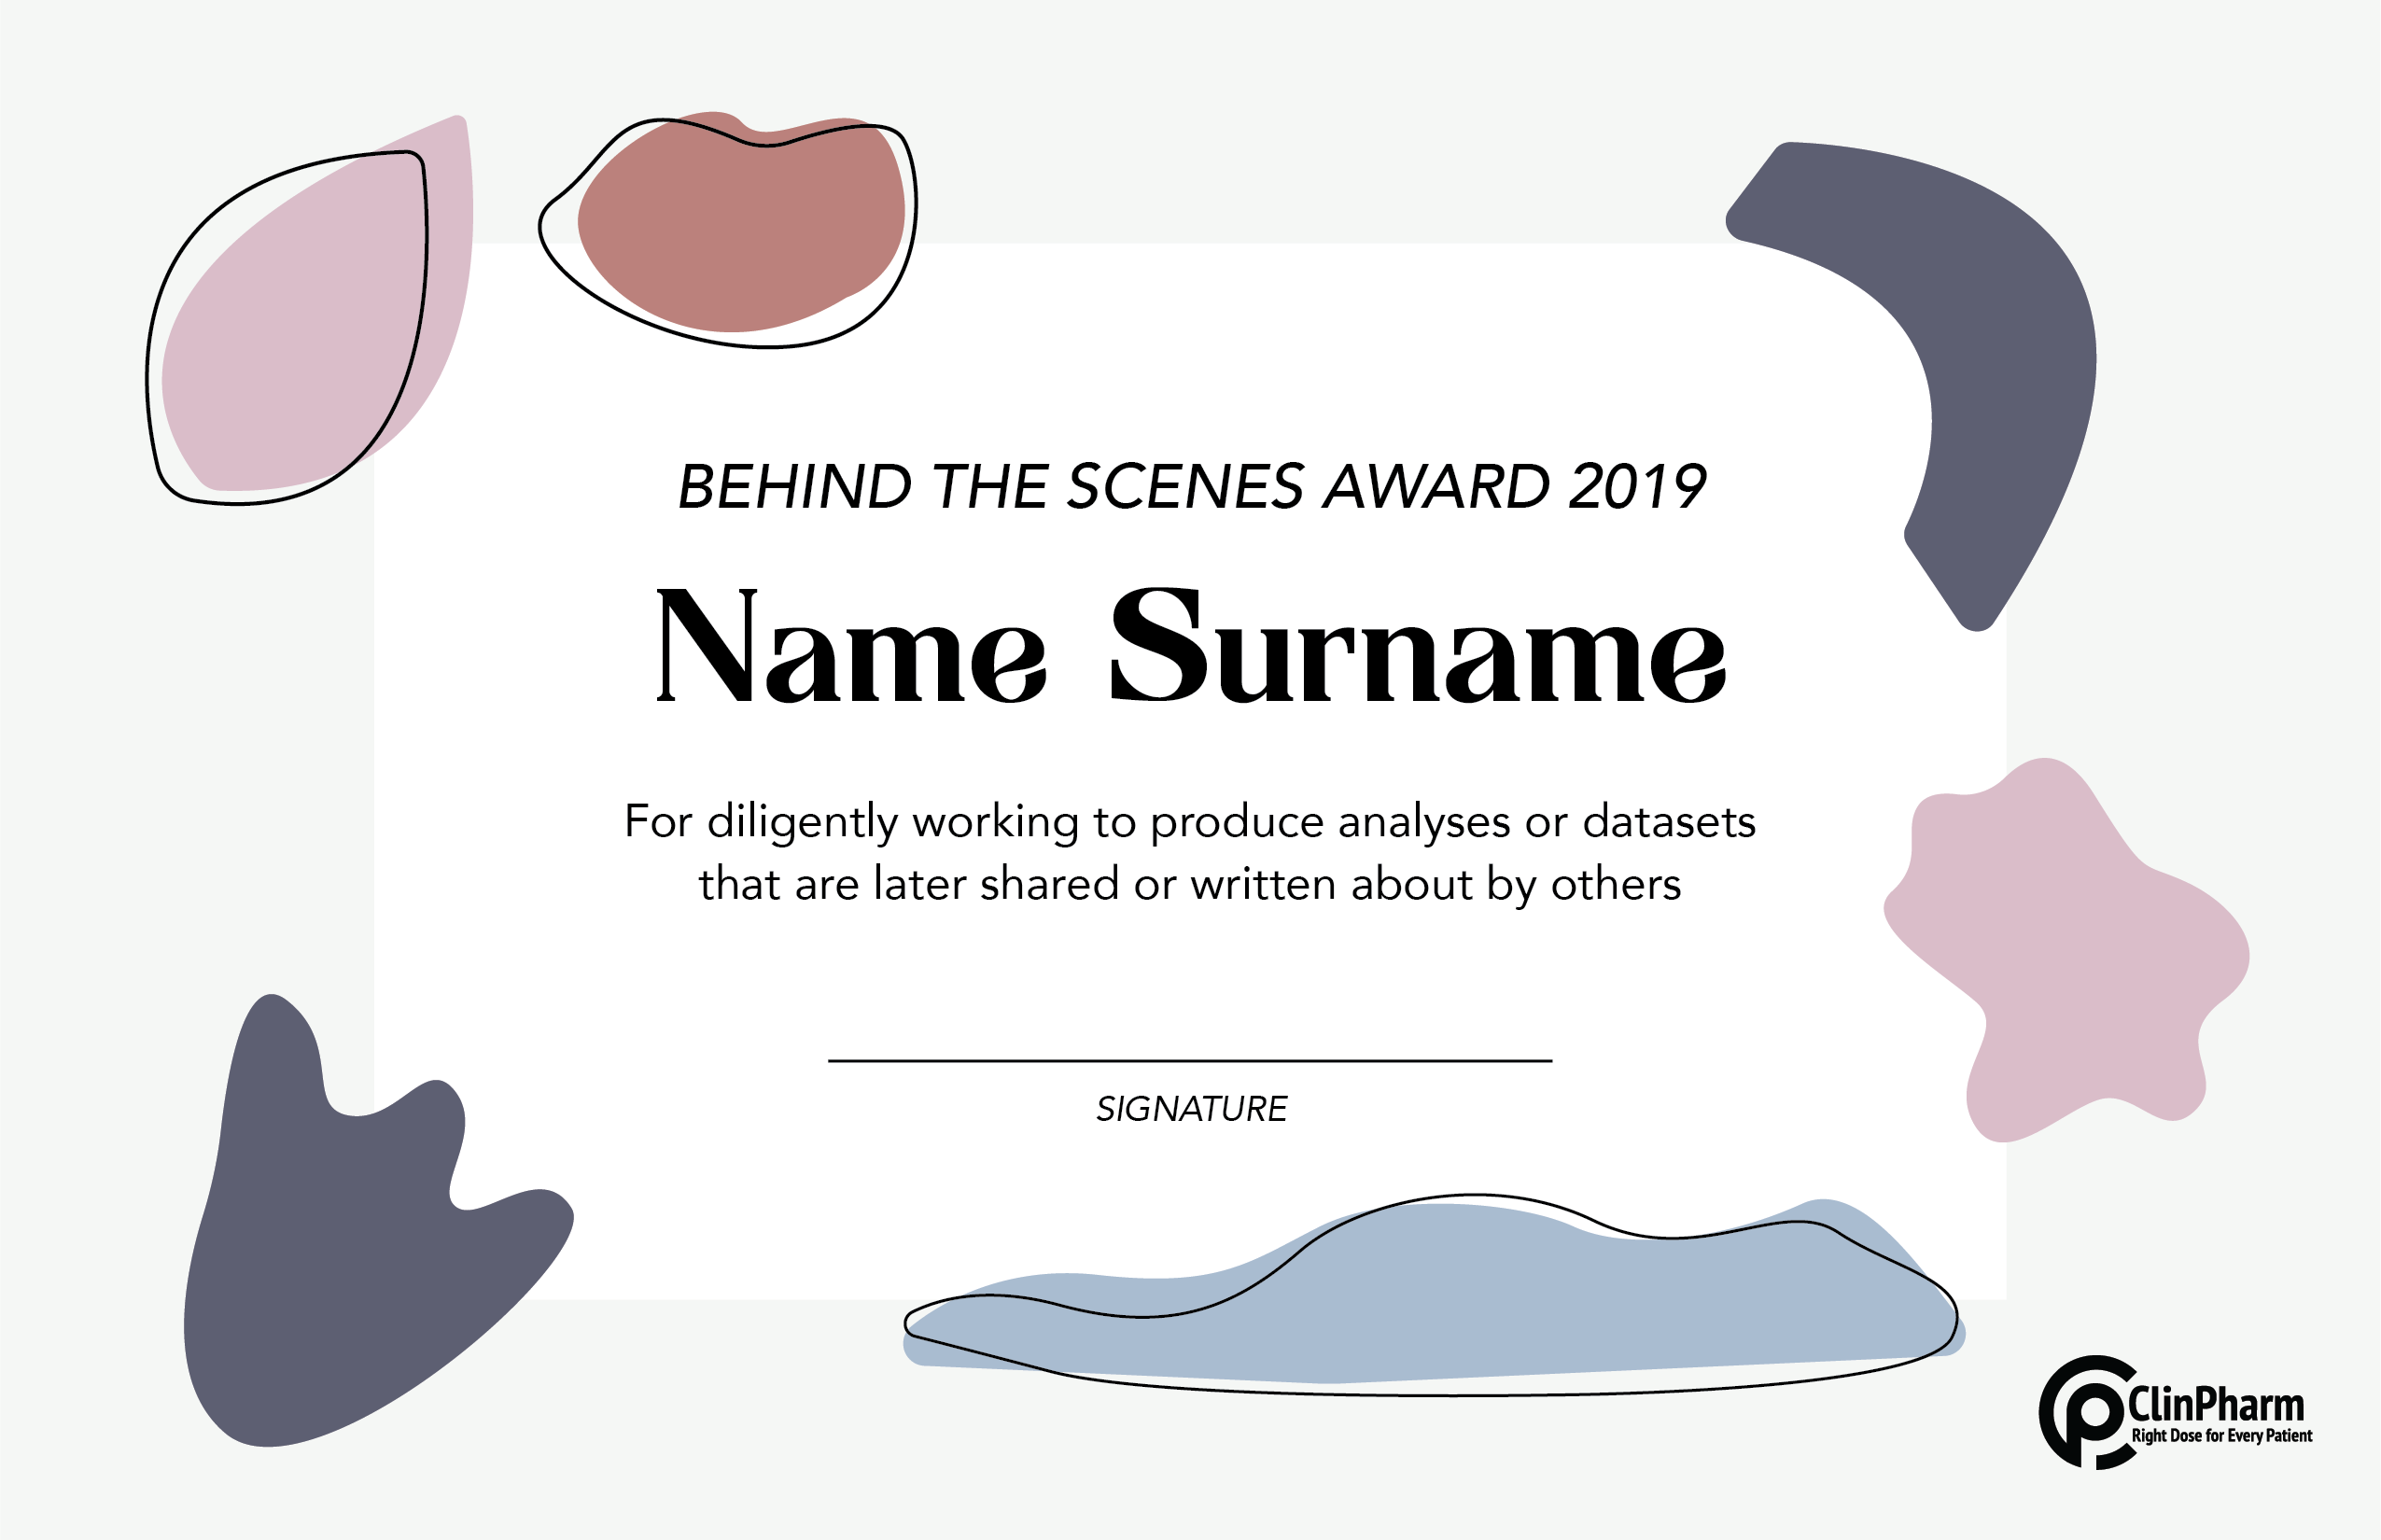 BEHIND THE SCENES AWARD 2019
Name Surname
For diligently working to produce analyses or datasets
that are later shared or written about by others
SIGNATURE
ClinPharm
Right Dose for Every Patient